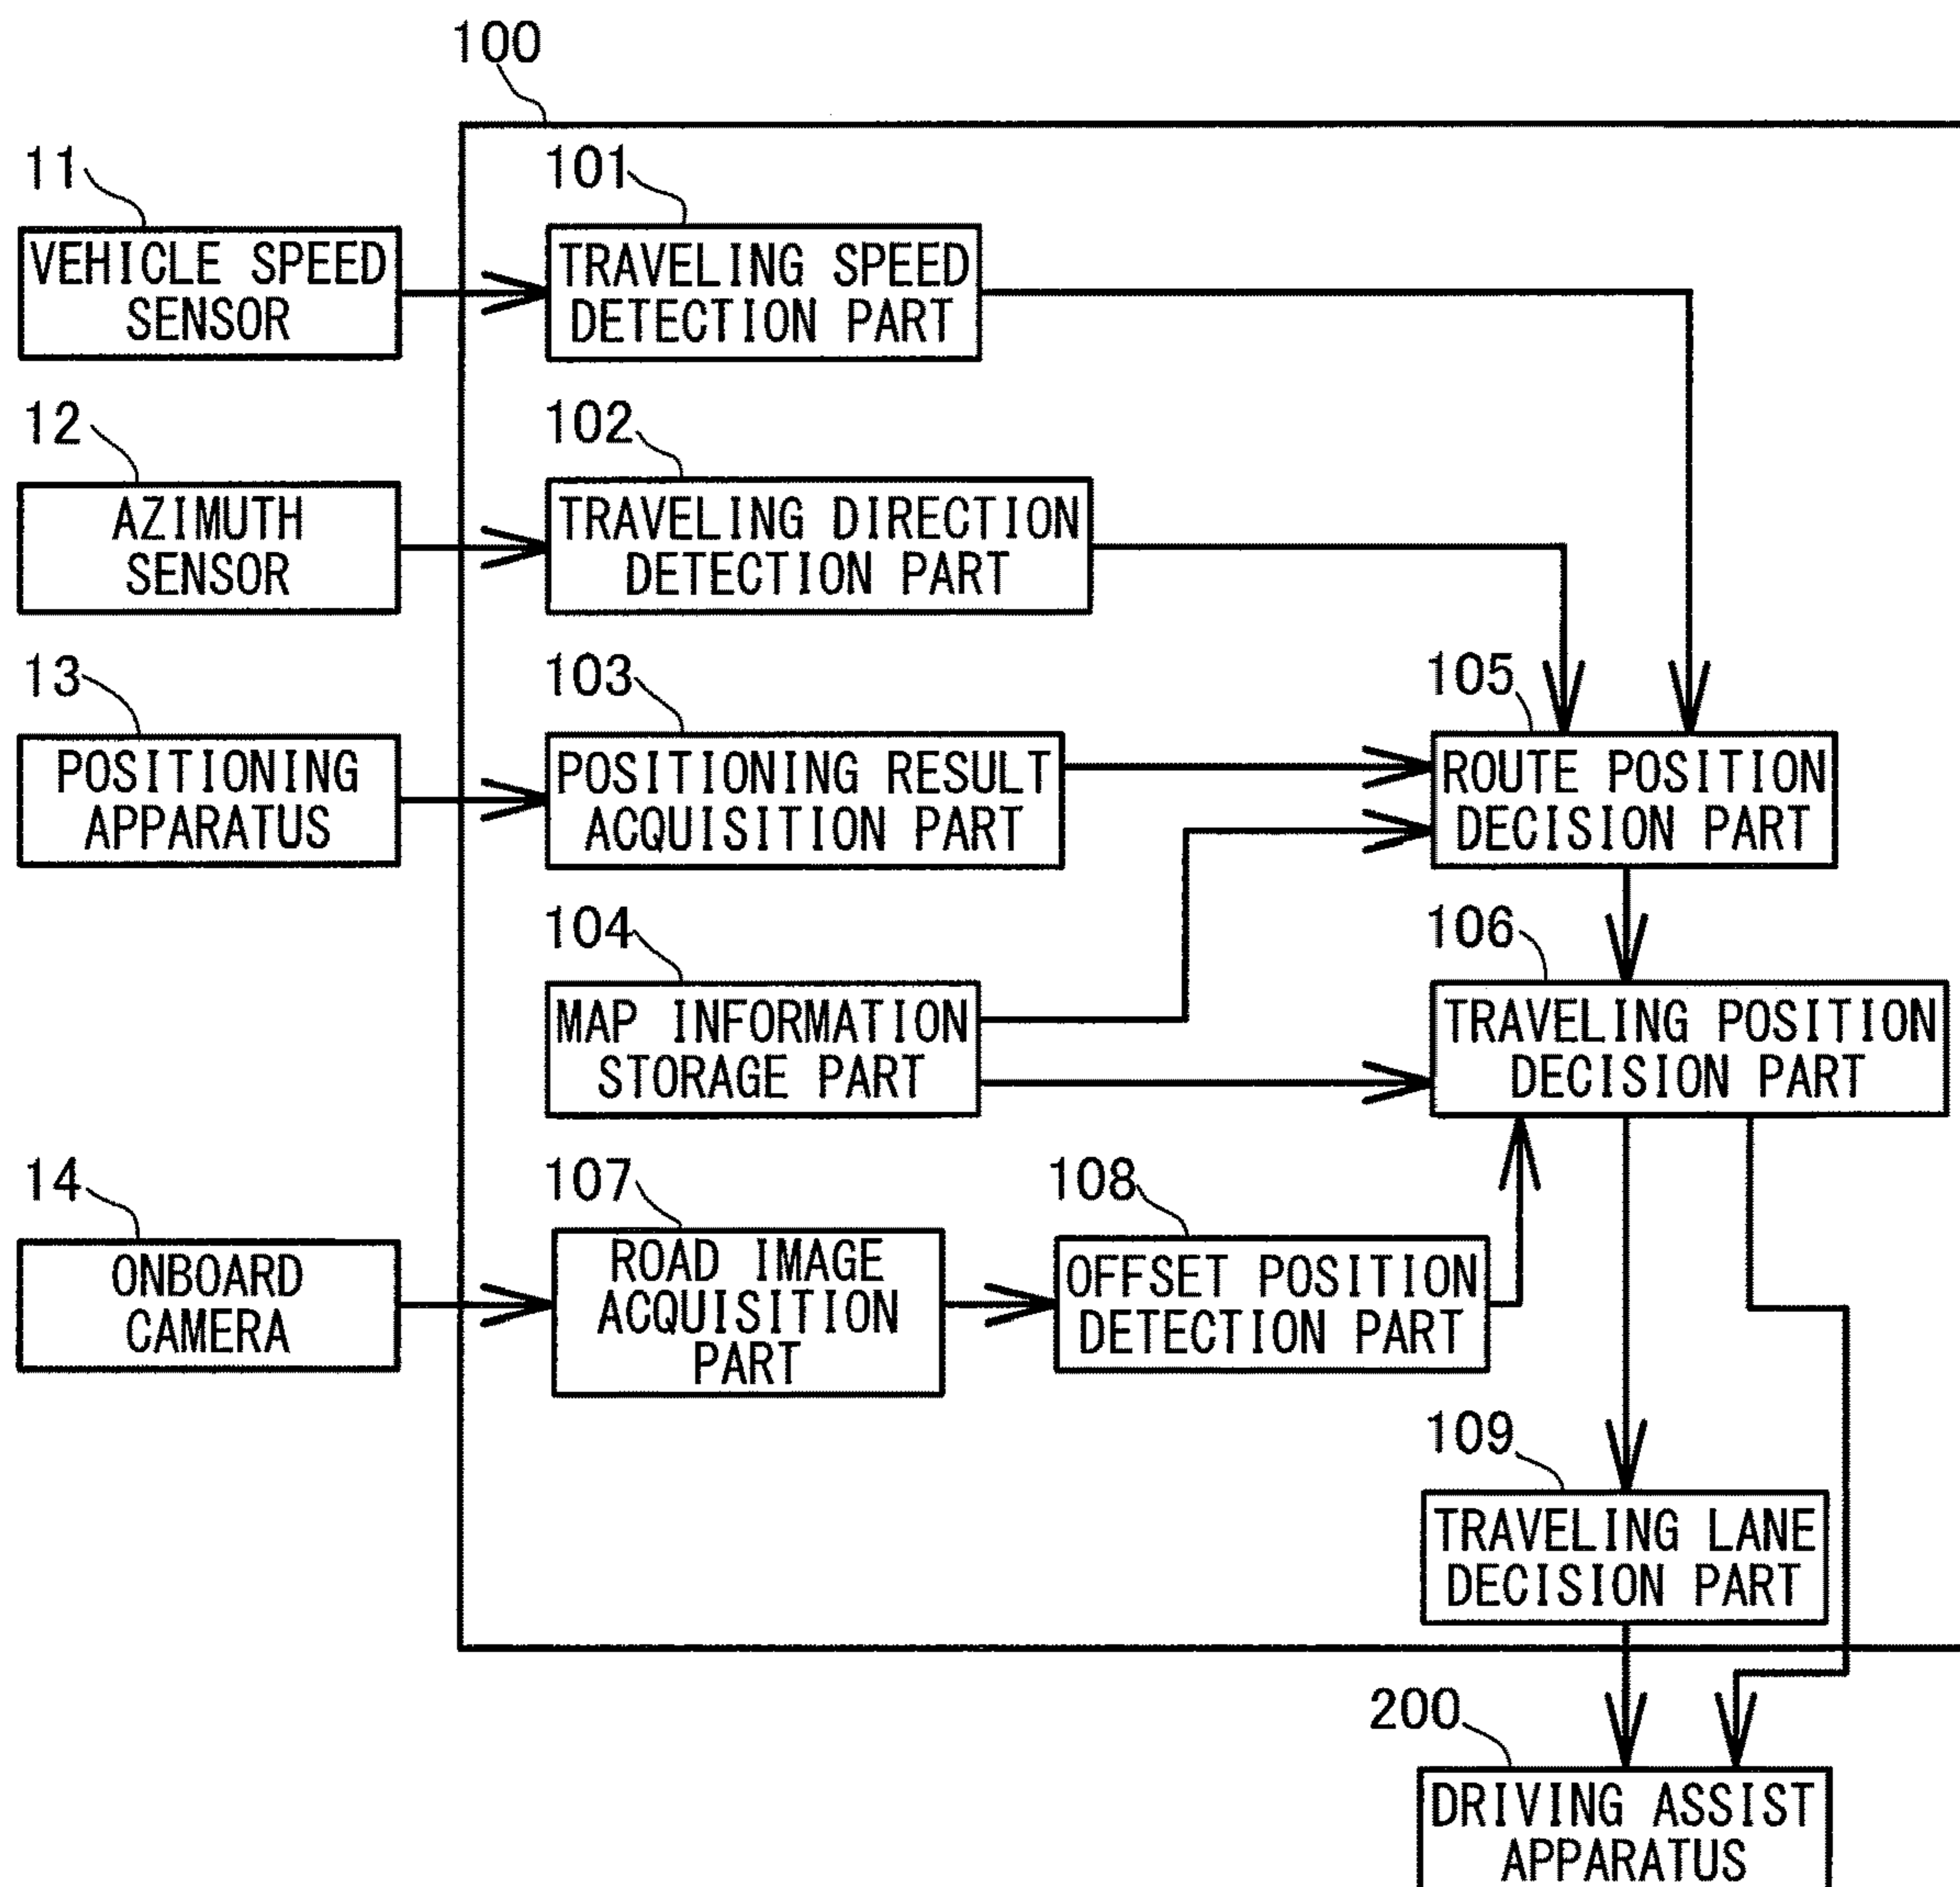 100
11
101
VEHICLE SPEED
SENSOR
TRAVELING SPEED
DETECTION PART
12
102
AZIMUTH
SENSOR
TRAVELING DIRECTION
DETECTION PART
13
103
105
POSITIONING
APPARATUS
POSITIONING RESULT
ACQUISITION PART
ROUTE POSITION
DECISION PART
104
106
MAP INFORMATION
STORAGE PART
TRAVELING POSITION
DECISION PART
14
107
108
ONBOARD
CAMERA
ROAD IMAGE
ACQUISITION
PART
OFFSET POSITION
DETECTION PART
109
TRAVELING LANE
DECISION PART
200
DRIVING ASSIST
APPARATUS